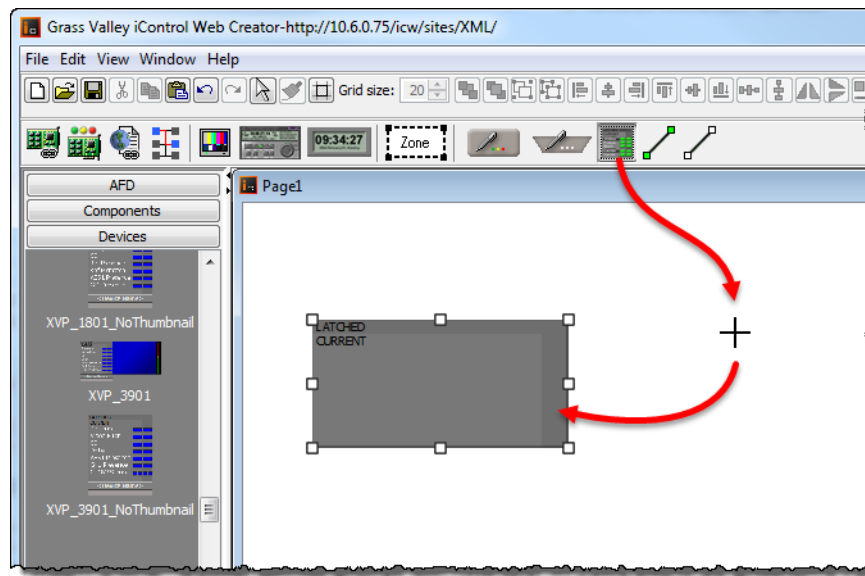 Grass Valley iControl Web Creator-http://10.6.0.75/icw/sites/XML/
File Edit View Window Help
Grid size: 20
09:34:27
Zone
AFD
Components
Devices
Page1
XVP_1801_NoThumbnail
XVP_3901
XVP_3901_NoThumbnail
LATCHED
CURRENT